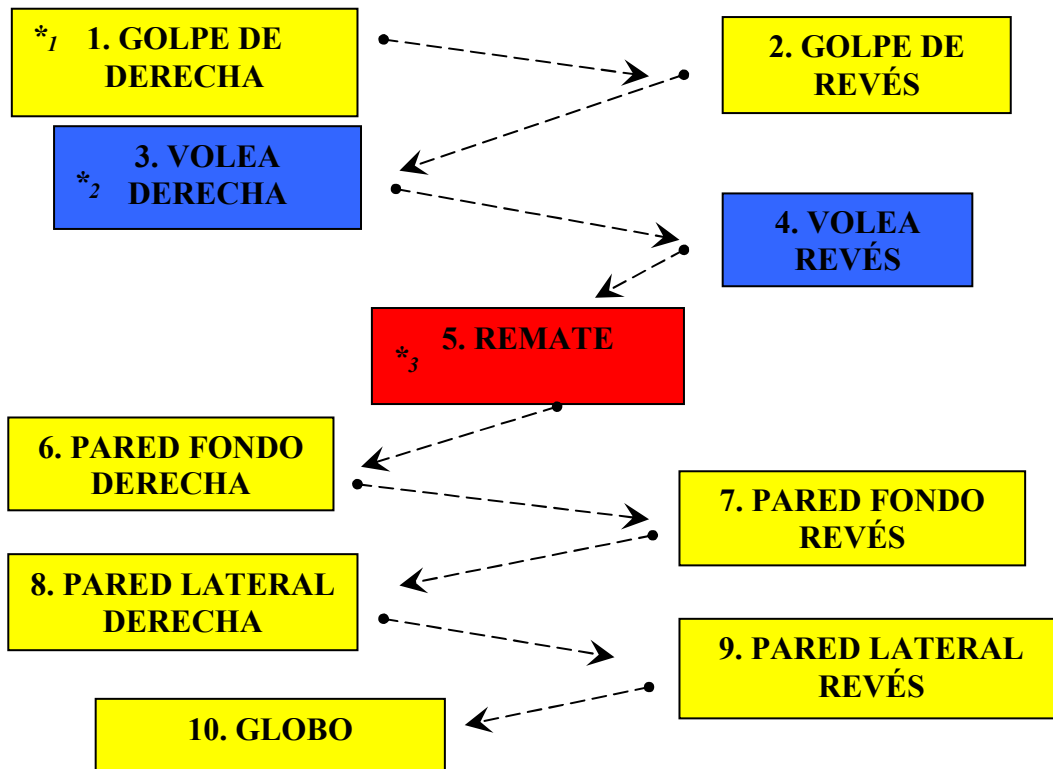 *1 1. GOLPE DE
DERECHA
2. GOLPE DE
REVÉS
3. VOLEA
*2 DERECHA
4. VOLEA
REVÉS
*3 5. REMATE
6. PARED FONDO
DERECHA
7. PARED FONDO
REVÉS
8. PARED LATERAL
DERECHA
9. PARED LATERAL
REVÉS
10. GLOBO